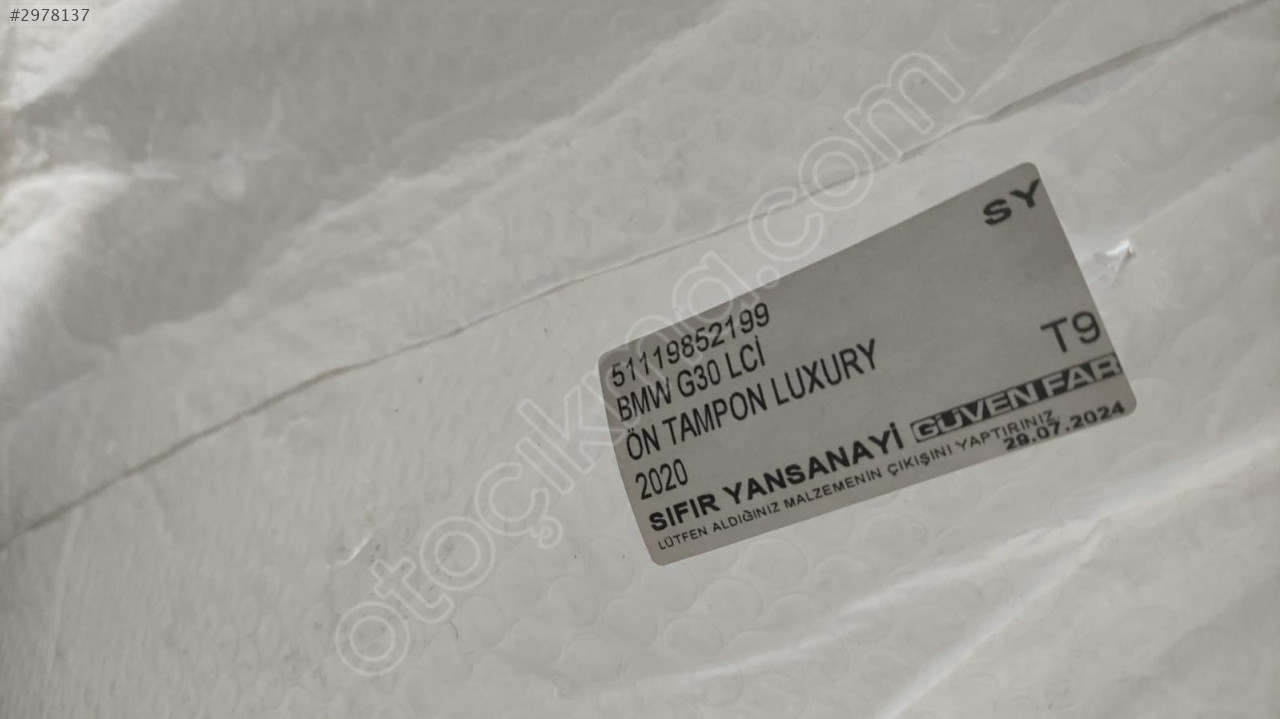 #2978137
SY
51119852199
BMW G30 LCİ
ÖN TAMPON LUXURY
T9
2020
SIFIR YANSANAYİ GÜVEN FAR
LÜTFEN ALDIĞINIZ MALZEMENİN ÇIKIŞINI YAPTIRINIZ.
29.07.2024
otoçıkma.com